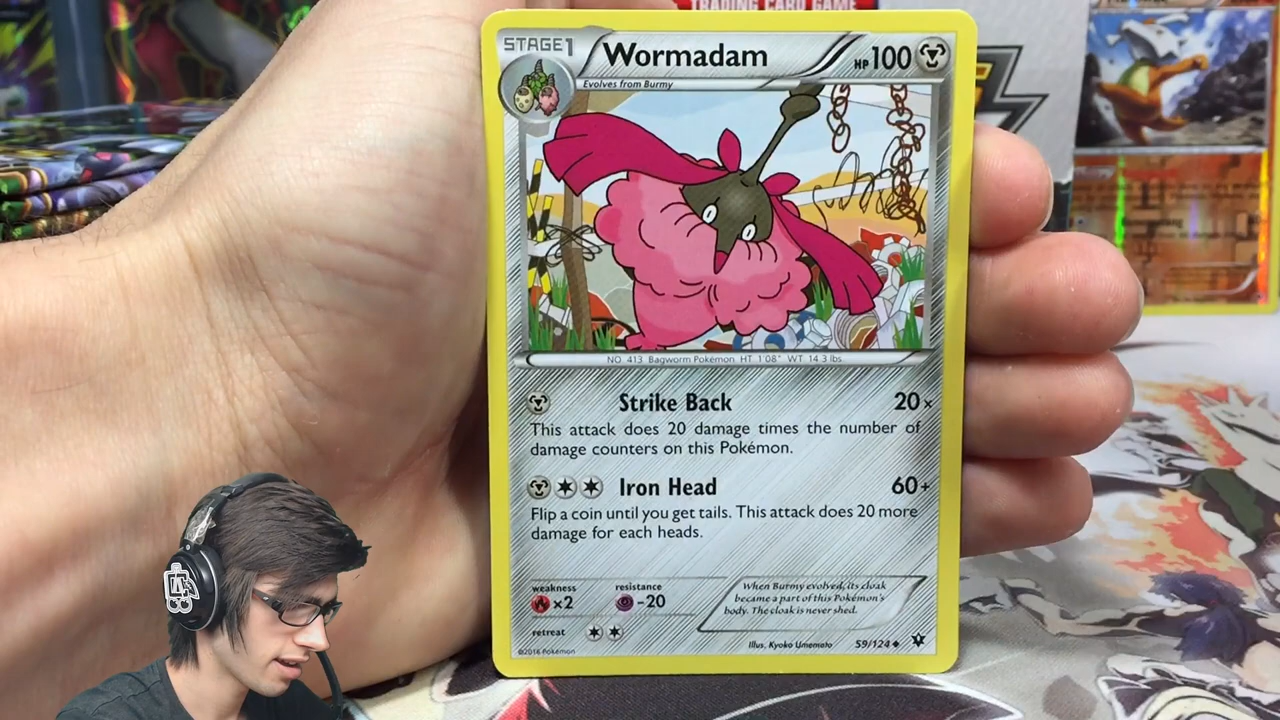 TRADING CARD GAME
STAGE1
Wormadam
HP100
Evolves from Burmy
NO. 413 Bagworm Pokémon HT. 1'08" WT. 14.3 lbs.
Strike Back 20×
This attack does 20 damage times the number of
damage counters on this Pokémon.
Iron Head 60+
Flip a coin until you get tails. This attack does 20 more
damage for each heads.
weakness
×2
resistance
-20
retreat
When Burmy evolved, its cloak
became a part of this Pokémon's
body. The cloak is never shed.
©2016 Pokémon
Illus. Kyoko Umemoto
59/124